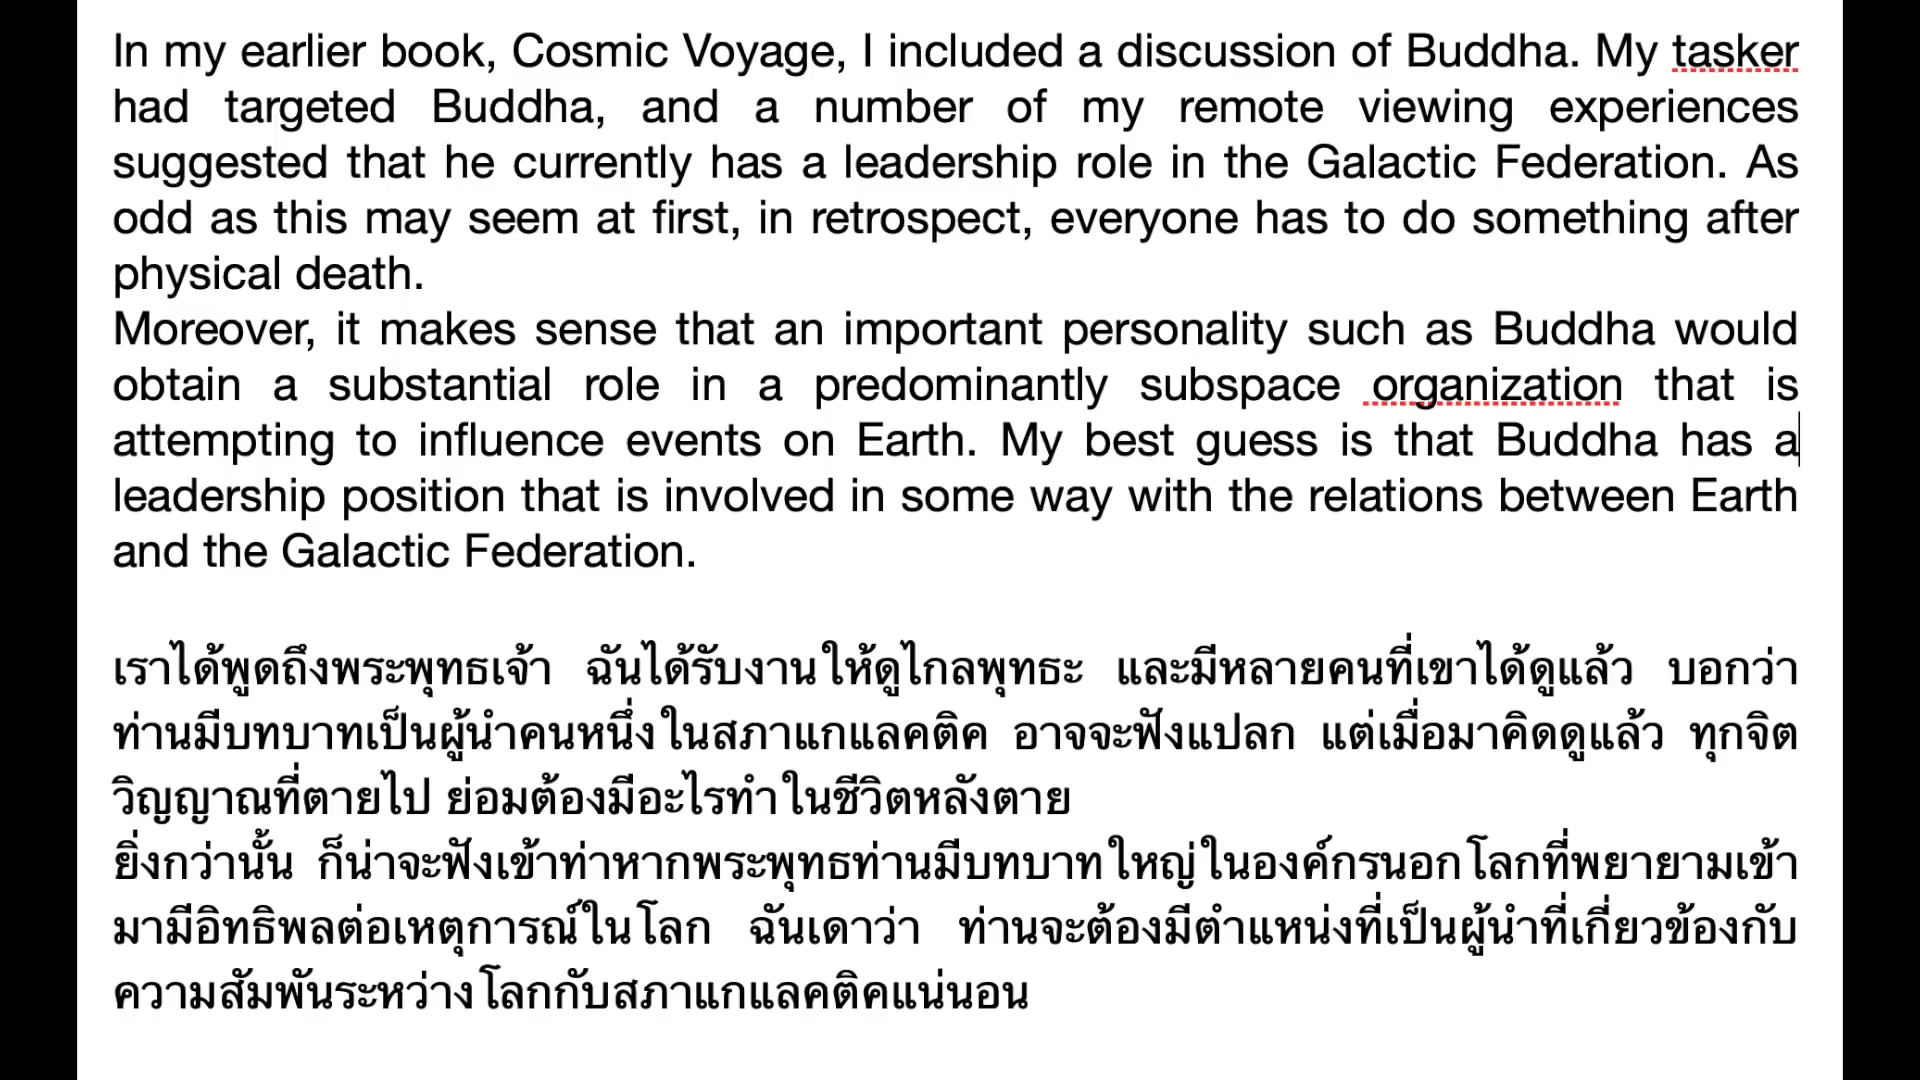 In my earlier book, Cosmic Voyage, I included a discussion of Buddha. My tasker
had targeted Buddha, and a number of my remote viewing experiences
suggested that he currently has a leadership role in the Galactic Federation. As
odd as this may seem at first, in retrospect, everyone has to do something after
physical death.
Moreover, it makes sense that an important personality such as Buddha would
obtain a substantial role in a predominantly subspace organization that is
attempting to influence events on Earth. My best guess is that Buddha has a
leadership position that is involved in some way with the relations between Earth
and the Galactic Federation.
เราได้พูดถึงพระพุทธเจ้า ฉันได้รับงานให้ดูไกลพุทธะ และมีหลายคนที่เขาได้ดูแล้ว บอกว่า
ท่านมีบทบาทเป็นผู้นำคนหนึ่งในสภาแกแลคติค อาจจะฟังแปลก แต่เมื่อมาคิดดูแล้ว ทุกจิต
วิญญาณที่ตายไป ย่อมต้องมีอะไรทำในชีวิตหลังตาย
ยิ่งกว่านั้น ก็น่าจะฟังเข้าท่าหากพระพุทธท่านมีบทบาทใหญ่ในองค์กรนอกโลกที่พยายามเข้า
มามีอิทธิพลต่อเหตุการณ์ในโลก ฉันเดาว่า ท่านจะต้องมีตำแหน่งที่เป็นผู้นำที่เกี่ยวข้องกับ
ความสัมพันระหว่างโลกกับสภาแกแลคติคแน่นอน